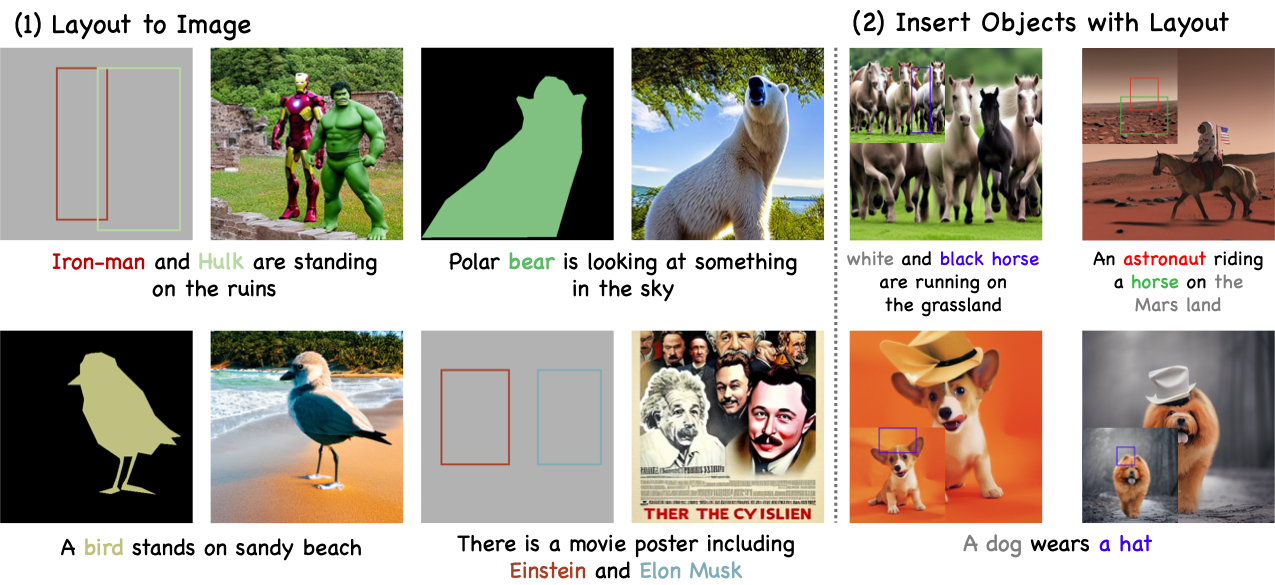 (1) Layout to Image
(2) Insert Objects with Layout
Iron-man and Hulk are standing
on the ruins
Polar bear is looking at something
in the sky
white and black horse
are running on
the grassland
An astronaut riding
a horse on the
Mars land
THER THE CYISLIEN
A bird stands on sandy beach
There is a movie poster including
Einstein and Elon Musk
A dog wears a hat